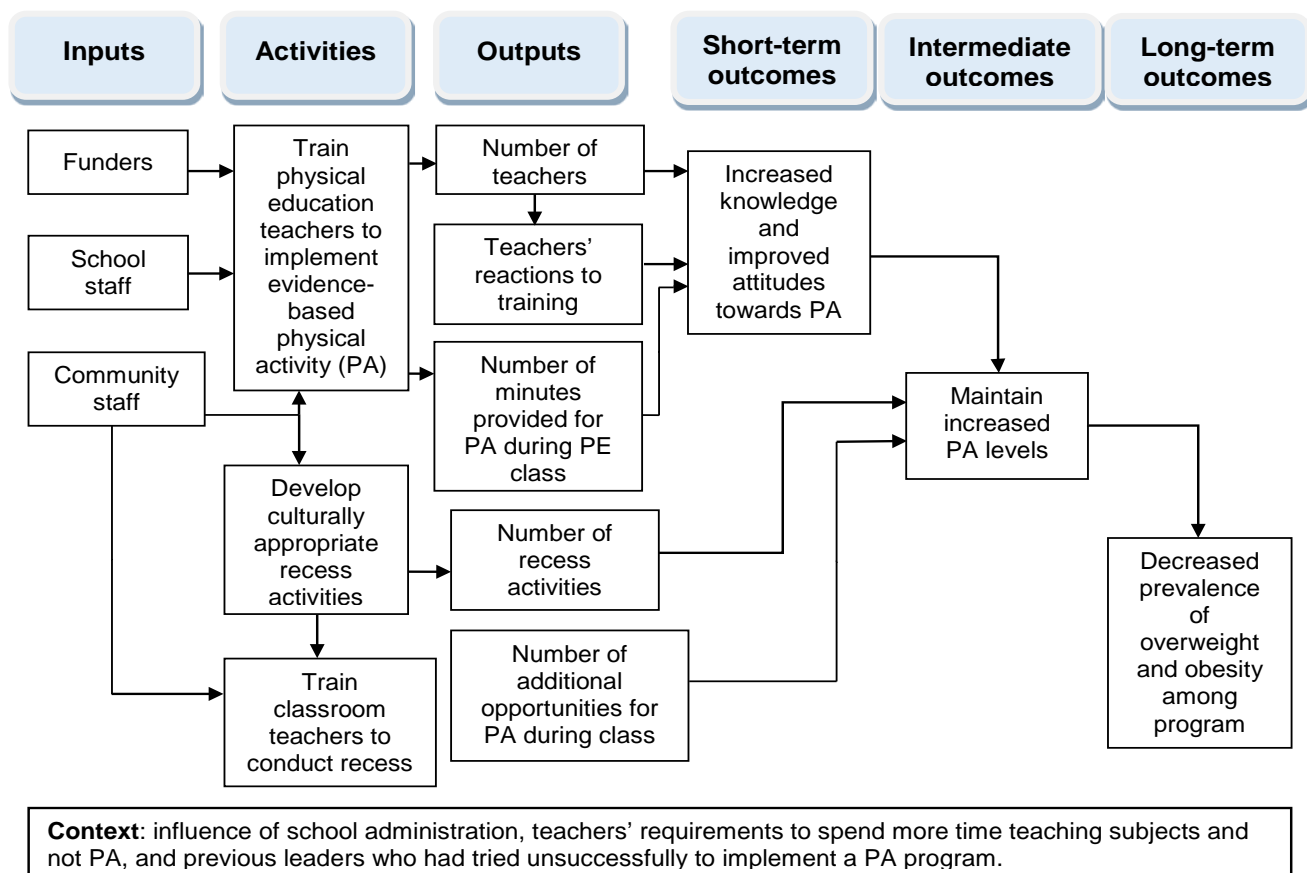 Inputs
Activities
Outputs
Short-term
outcomes
Intermediate
outcomes
Long-term
outcomes
Funders
School
staff
Community
staff
Train
physical
education
teachers to
implement
evidence-
based
physical
activity (PA)
Develop
culturally
appropriate
recess
activities
Train
classroom
teachers to
conduct recess
Number of
teachers
Teachers’
reactions to
training
Number of
minutes
provided for
PA during PE
class
Number of
recess
activities
Number of
additional
opportunities for
PA during class
Increased
knowledge
and
improved
attitudes
towards PA
Maintain
increased
PA levels
Decreased
prevalence
of
overweight
and obesity
among
program
Context: influence of school administration, teachers’ requirements to spend more time teaching subjects and
not PA, and previous leaders who had tried unsuccessfully to implement a PA program.